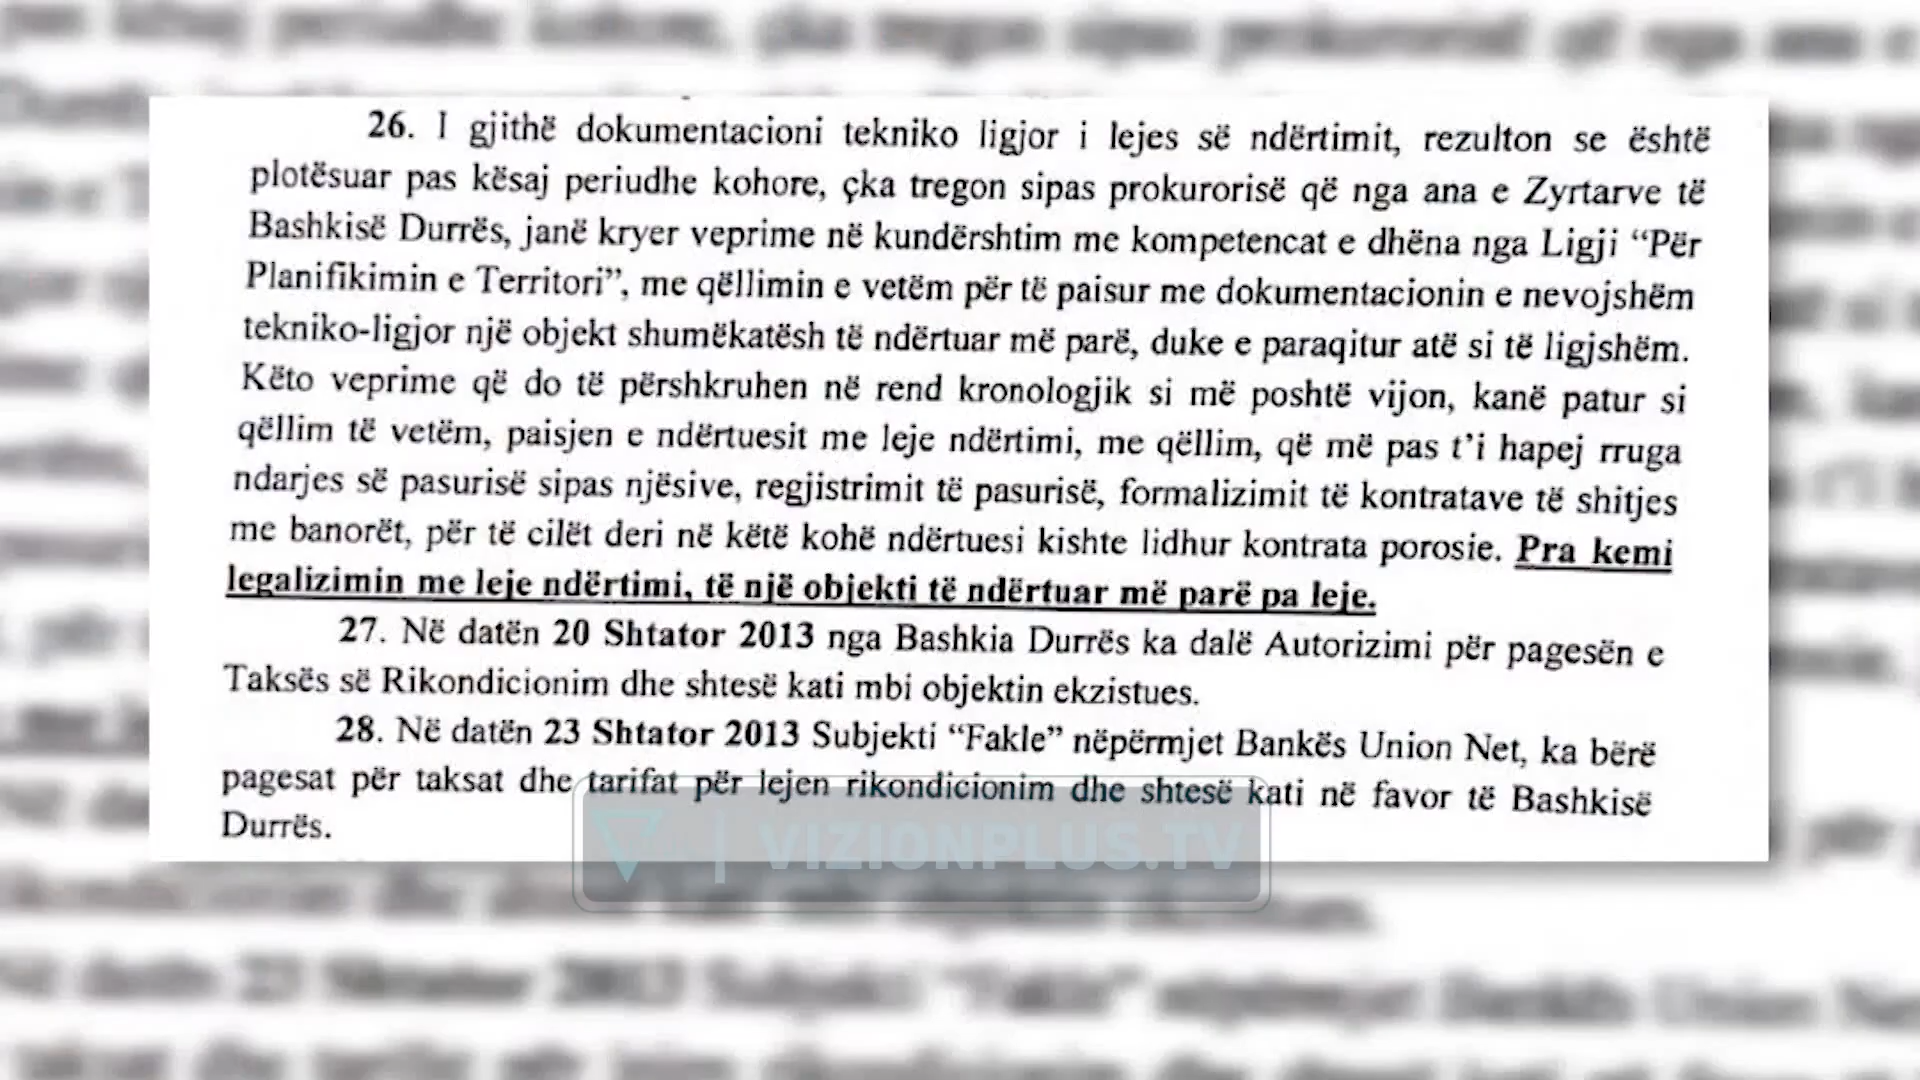 26. I gjithë dokumentacioni tekniko ligjor i lejes së ndërtimit, rezulton se është
plotësuar pas kësaj periudhe kohore, çka tregon sipas prokurorisë që nga ana e Zyrtarve të
Bashkisë Durrës, janë kryer veprime në kundërshtim me kompetencat e dhëna nga Ligji “Për
Planifikimin e Territori”, me qëllimin e vetëm për të paisur me dokumentacionin e nevojshëm
tekniko-ligjor një objekt shumëkatësh të ndërtuar më parë, duke e paraqitur atë si të ligjshëm.
Këto veprime që do të përshkruhen në rend kronologjik si më poshtë vijon, kanë patur si
qëllim të vetëm, paisjen e ndërtuesit me leje ndërtimi, me qëllim, që më pas t’i hapej rruga
ndarjes së pasurisë sipas njësive, regjistrimit të pasurisë, formalizimit të kontratave të shitjes
me banorët, për të cilët deri në këtë kohë ndërtuesi kishte lidhur kontrata porosie. Pra kemi
legalizimin me leje ndërtimi, të një objekti të ndërtuar më parë pa leje.
27. Në datën 20 Shtator 2013 nga Bashkia Durrës ka dalë Autorizimi për pagesën e
Taksës së Rikondicionim dhe shtesë kati mbi objektin ekzistues.
28. Në datën 23 Shtator 2013 Subjekti “Fakle” nëpërmjet Bankës Union Net, ka bërë
pagesat për taksat dhe tarifat për lejen rikondicionim dhe shtesë kati në favor të Bashkisë
Durrës.
VIZIONPLUS.TV